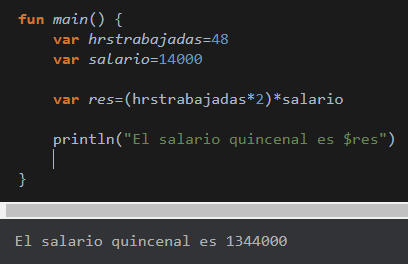 fun main() {
    var hrstrabajadas=48
    var salario=14000
    var res=(hrstrabajadas*2)*salario
    println("El salario quincenal es $res")
}
El salario quincenal es 1344000